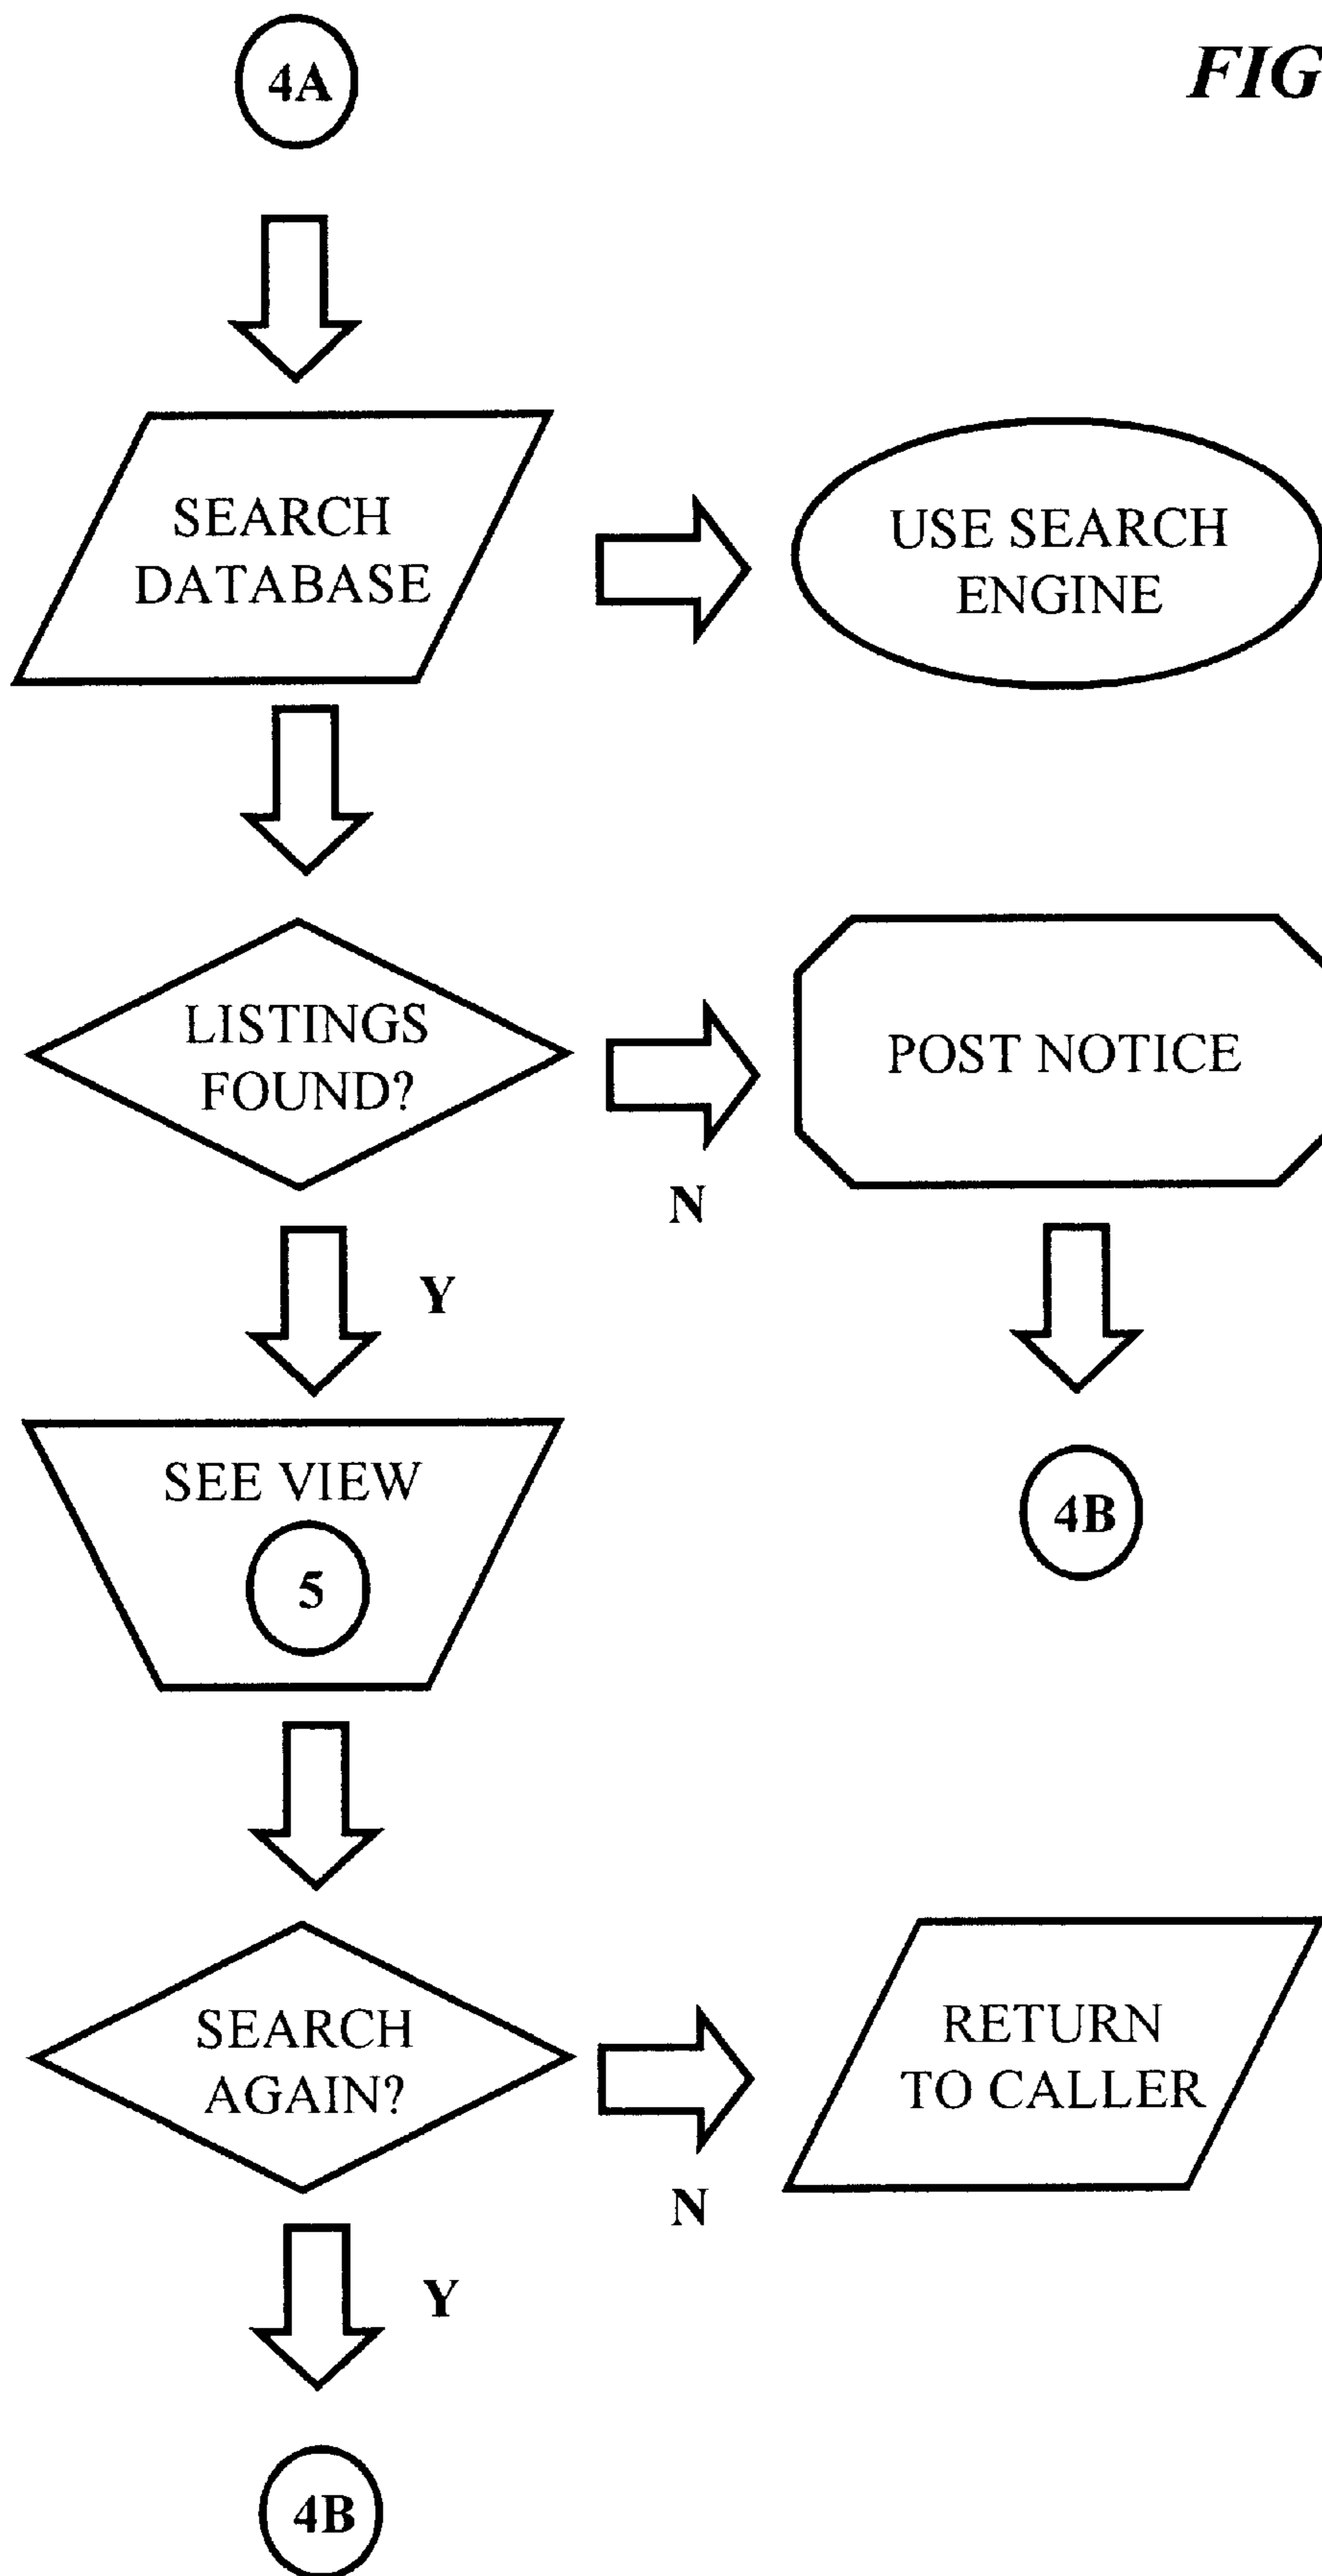 4A
FIG
SEARCH
DATABASE
USE SEARCH
ENGINE
LISTINGS
FOUND?
POST NOTICE
N
Y
SEE VIEW
5
4B
SEARCH
AGAIN?
RETURN
TO CALLER
N
Y
4B